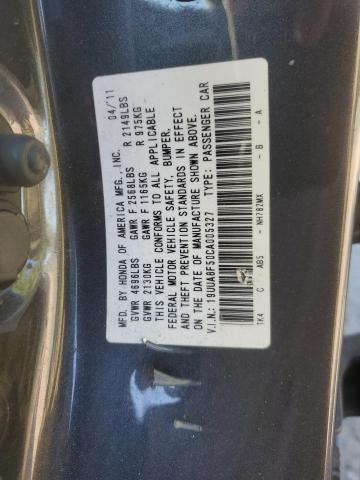 MFD. BY HONDA OF AMERICA MFG., INC. 04/11
GVWR 4696LBS GAWR F 2568LBS R 2149LBS
GVWR 2130KG GAWR F 1165KG R 975KG
THIS VEHICLE CONFORMS TO ALL APPLICABLE
FEDERAL MOTOR VEHICLE SAFETY, BUMPER,
AND THEFT PREVENTION STANDARDS IN EFFECT
ON THE DATE OF MANUFACTURE SHOWN ABOVE.
V.I.N.: 19UUA8F50CA005327 TYPE: PASSENGER CAR
TK4 C AB5 - NH782MX - B - A